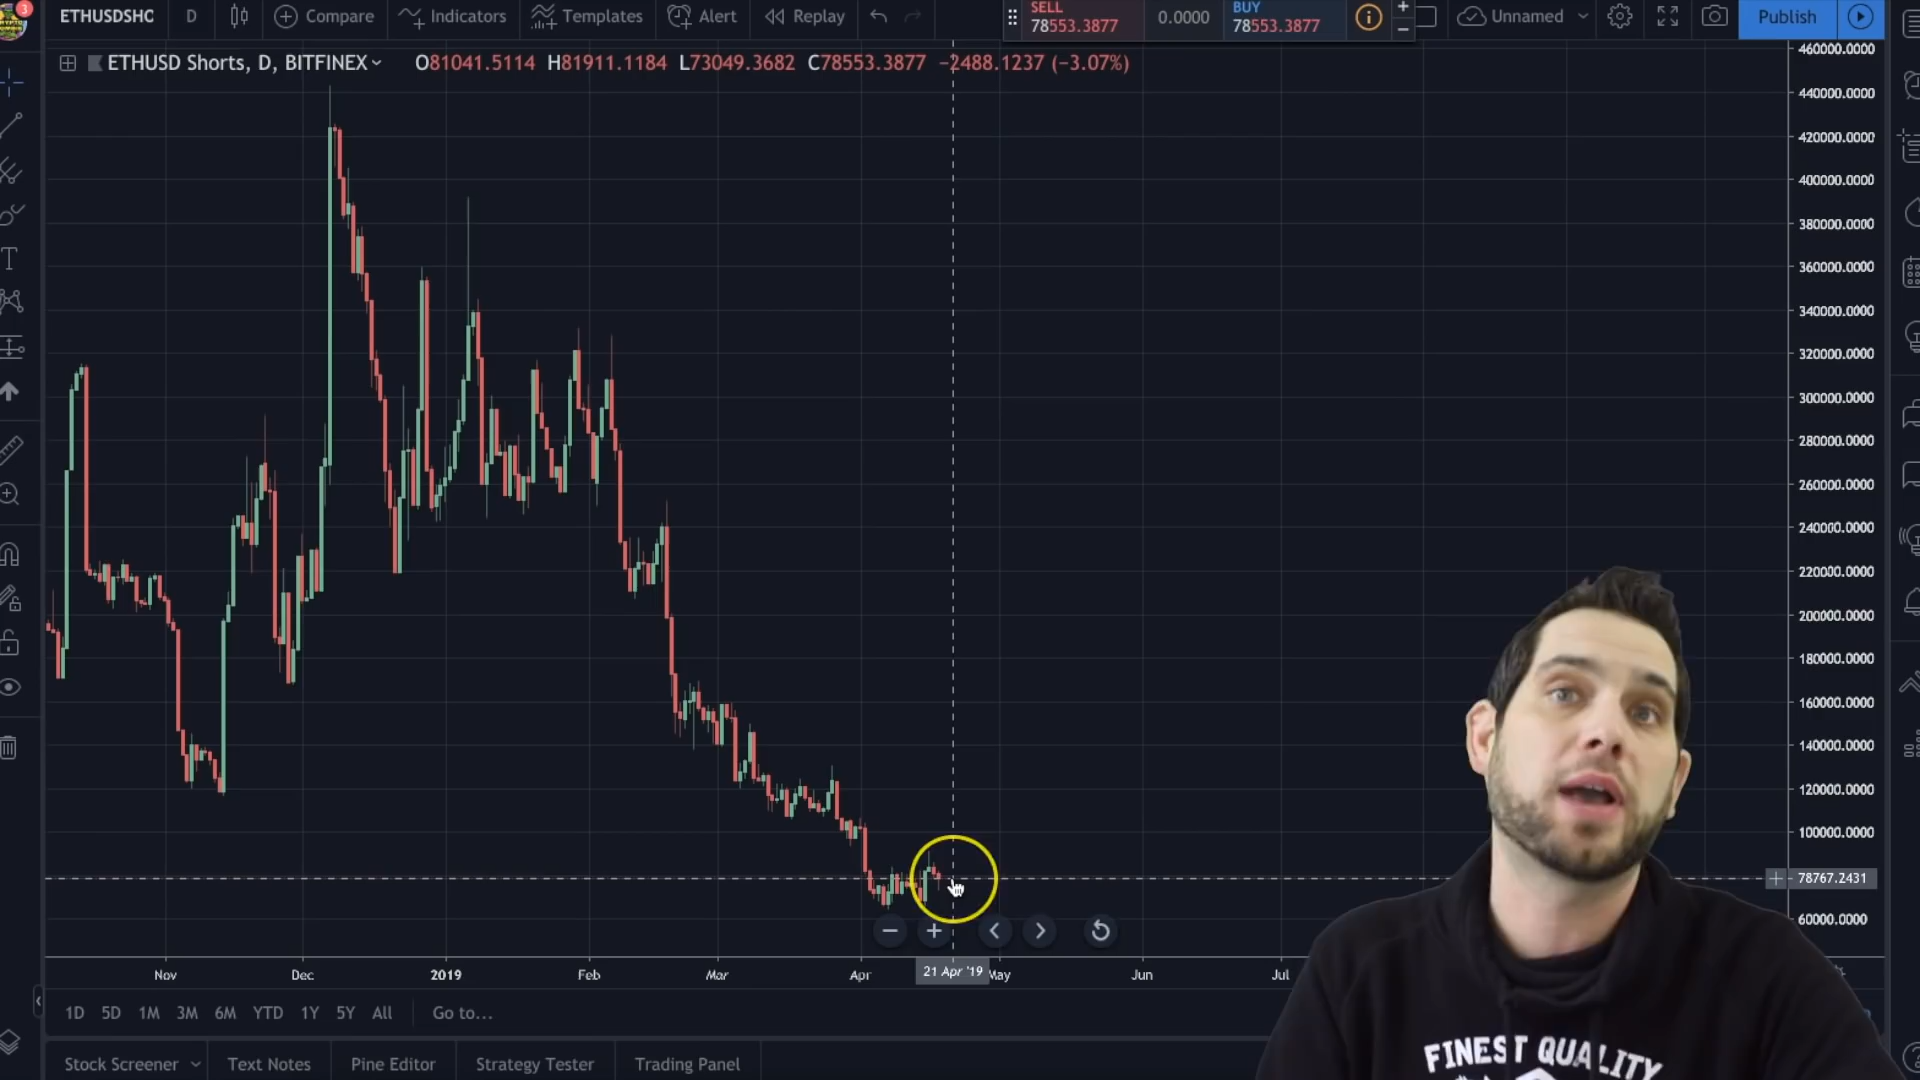 3
ETHUSDSHO D Compare Indicators Templates Alert Replay
SELL
78553.3877
0.0000
BUY
78553.3877
Unnamed
Publish
ETHUSD Shorts, D, BITFINEX O81041.5114 H81911.1184 L73049.3682 C78553.3877 −2488.1237 (−3.07%)
460000.0000
440000.0000
420000.0000
400000.0000
380000.0000
360000.0000
340000.0000
320000.0000
300000.0000
280000.0000
260000.0000
240000.0000
220000.0000
200000.0000
180000.0000
160000.0000
140000.0000
120000.0000
100000.0000
78767.2431
60000.0000
Nov Dec 2019 Feb Mar Apr 21 Apr '19 May Jun Jul
1D 5D 1M 3M 6M YTD 1Y 5Y All Go to...
Stock Screener Text Notes Pine Editor Strategy Tester Trading Panel
FINEST QUALITY